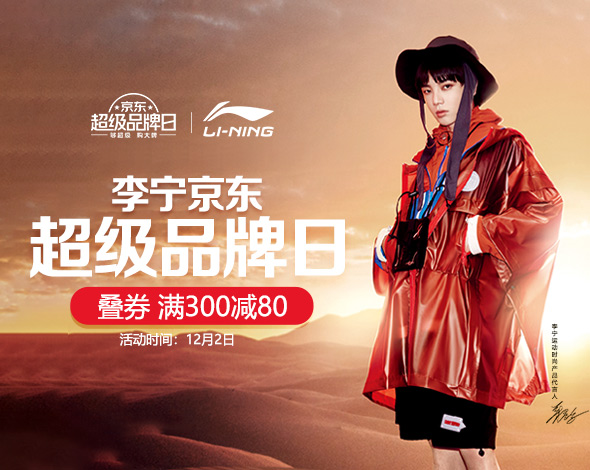 京东
超级品牌日
够超级 购大牌
LI-NING
李宁京东
超级品牌日
叠券 满300减80
活动时间：12月2日
李宁运动时尚产品代言人